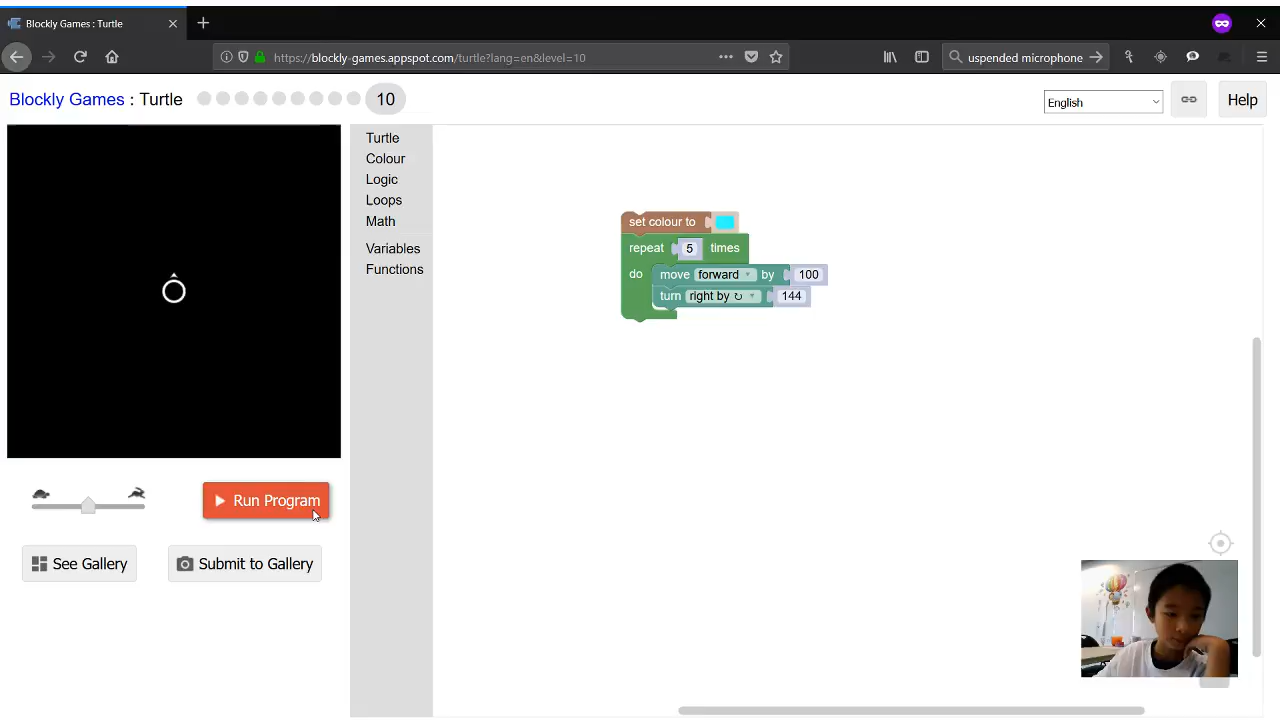 Blockly Games : Turtle
https://blockly-games.appspot.com/turtle?lang=en&level=10
uspended microphone
Blockly Games : Turtle
10
English
Help
Turtle
Colour
Logic
Loops
Math
Variables
Functions
set colour to
repeat 5 times
do move forward by 100
turn right by ↻ 144
Run Program
See Gallery
Submit to Gallery